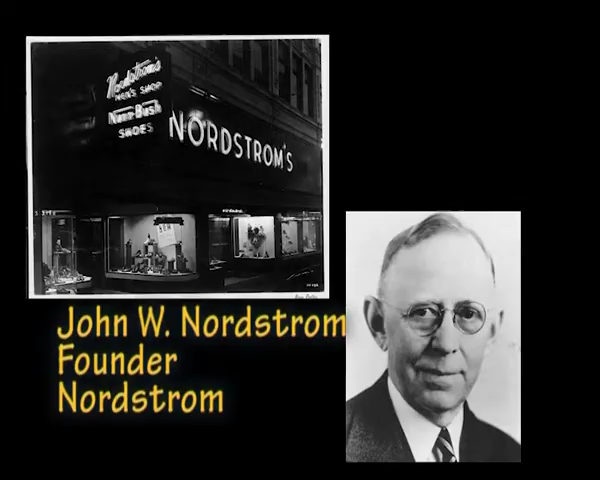 Nordstrom's
MEN'S SHOP
Nunn-Bush
SHOES
NORDSTROM'S
John W. Nordstrom
Founder
Nordstrom